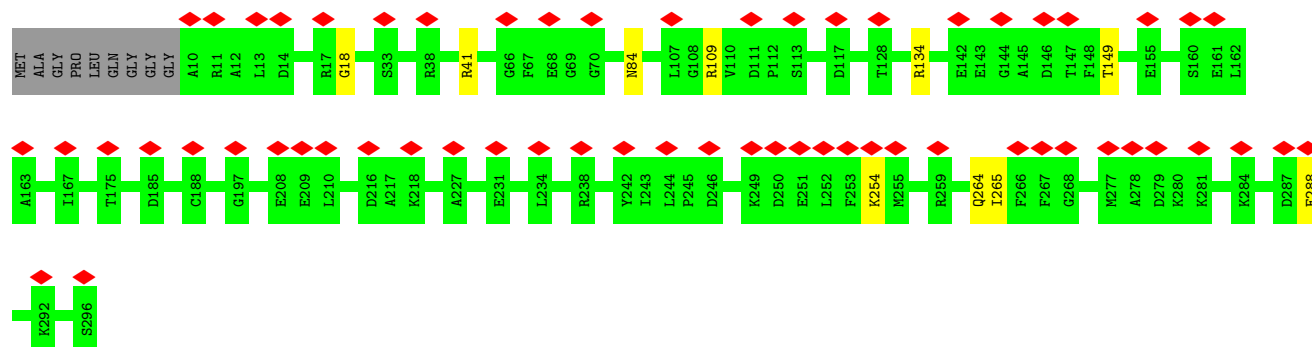 MET ALA GLY PRO LEU GLN GLY GLY GLY A10 R11 A12 L13 D14 R17 G18 S33 R38 R41 G66 F67 E68 G69 G70 N84 L107 G108 R109 V110 D111 P112 S113 D117 T128 R134 E142 E143 G144 A145 D146 T147 F148 T149 E155 S160 E161 L162
A163 I167 T175 D185 C188 G197 E208 E209 L210 D216 A217 K218 A227 E231 L234 R238 Y242 I243 L244 P245 D246 K249 D250 E251 L252 F253 K254 M255 R259 Q264 I265 F266 F267 G268 M277 A278 D279 K280 K281 K284 D287 E288
K292 S296